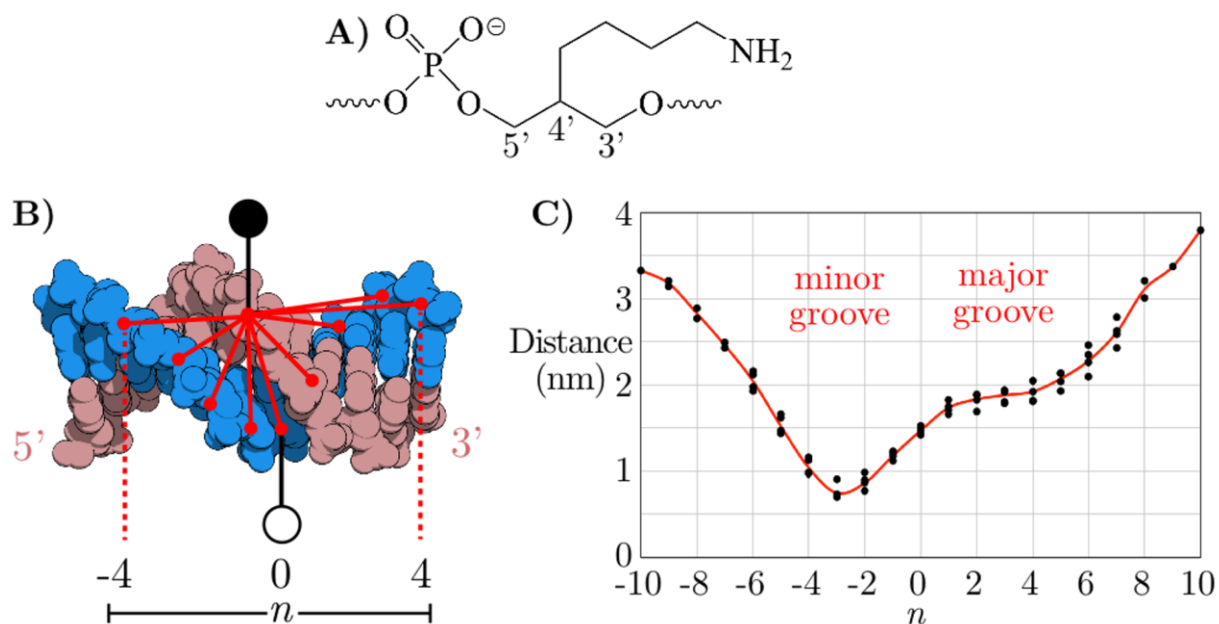 A)
O
O⊖
P
O
O
O
NH₂
5'
4'
3'
B)
5'
3'
-4
0
4
n
C)
4
3
2
1
0
Distance
(nm)
minor
groove
major
groove
-10
-8
-6
-4
-2
0
2
4
6
8
10
n